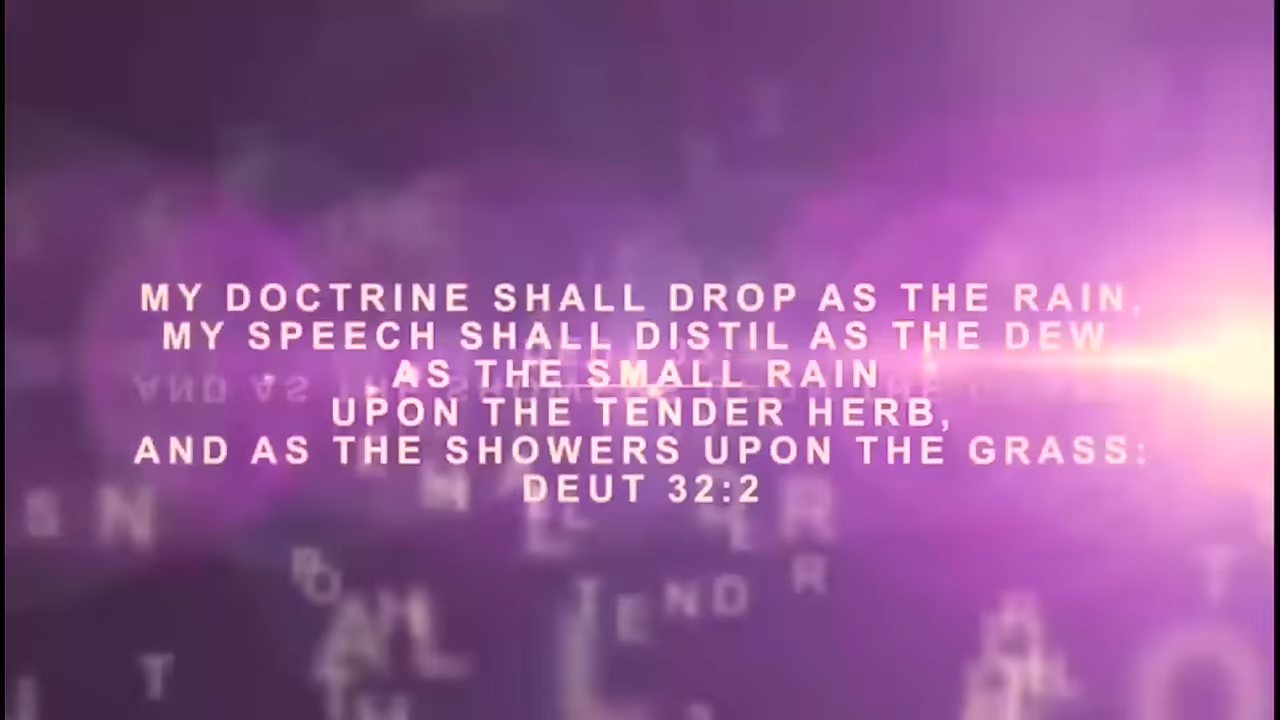 MY DOCTRINE SHALL DROP AS THE RAIN,
MY SPEECH SHALL DISTIL AS THE DEW
AS THE SMALL RAIN
UPON THE TENDER HERB,
AND AS THE SHOWERS UPON THE GRASS:
DEUT 32:2